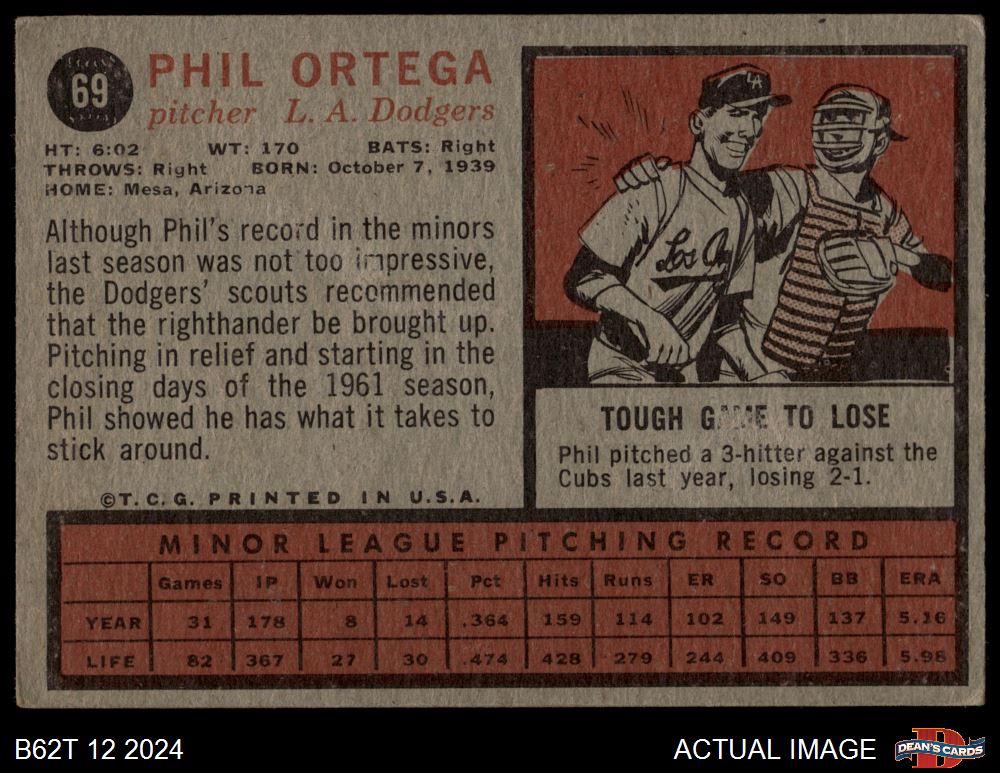 69
PHIL ORTEGA
pitcher L. A. Dodgers
HT: 6:02 WT: 170 BATS: Right
THROWS: Right BORN: October 7, 1939
HOME: Mesa, Arizona
Although Phil's record in the minors
last season was not too impressive,
the Dodgers' scouts recommended
that the righthander be brought up.
Pitching in relief and starting in the
closing days of the 1961 season,
Phil showed he has what it takes to
stick around.
©T. C. G. PRINTED IN U.S.A.
LA
Los An
TOUGH GAME TO LOSE
Phil pitched a 3-hitter against the
Cubs last year, losing 2-1.
MINOR LEAGUE PITCHING RECORD
Games IP Won Lost Pct Hits Runs ER SO BB ERA
YEAR 31 178 8 14 .364 159 114 102 149 137 5.16
LIFE 82 367 27 30 .474 428 279 244 409 336 5.98
B62T 12 2024
ACTUAL IMAGE
D
DEAN'S CARDS